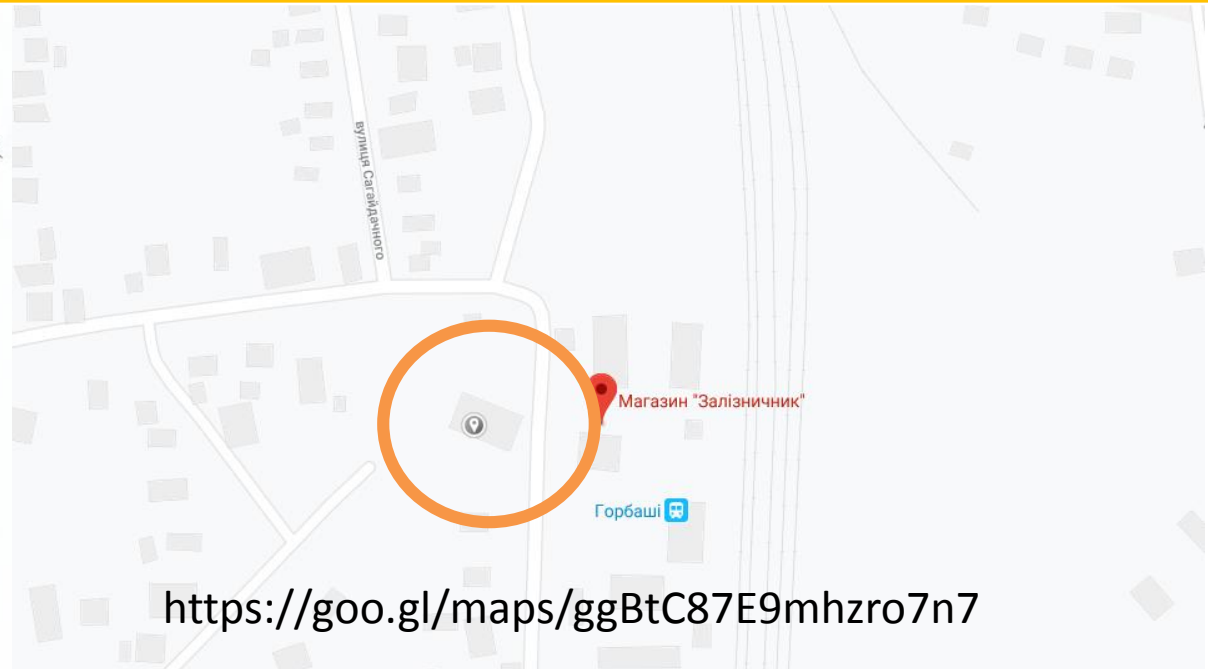 вулиця Сагайдачного
Магазин "Залізничник"
Горбаші
https://goo.gl/maps/ggBtC87E9mhzro7n7